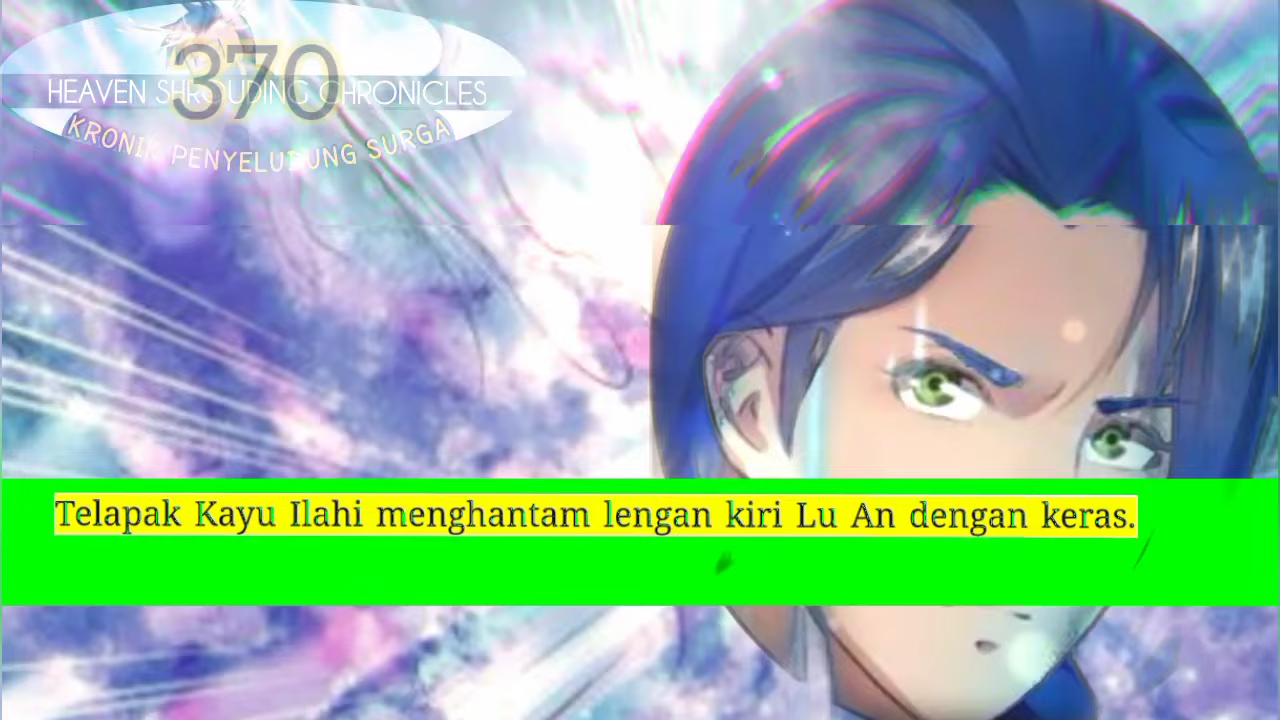 370
HEAVEN SHROUDING CHRONICLES
KRONIK PENYELUBUNG SURGA
Telapak Kayu Ilahi menghantam lengan kiri Lu An dengan keras.